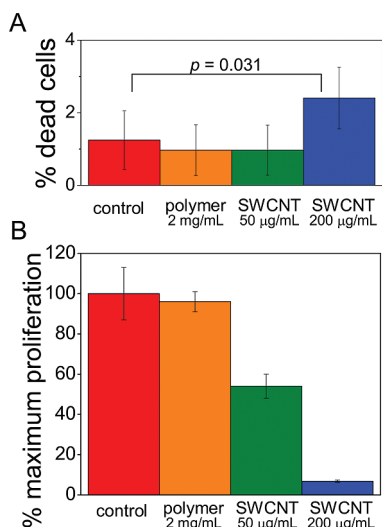 A
% dead cells
4
2
0
p = 0.031
control
polymer
2 mg/mL
SWCNT
50 µg/mL
SWCNT
200 µg/mL
B
% maximum proliferation
120
100
80
60
40
20
0
control
polymer
2 mg/mL
SWCNT
50 µg/mL
SWCNT
200 µg/mL